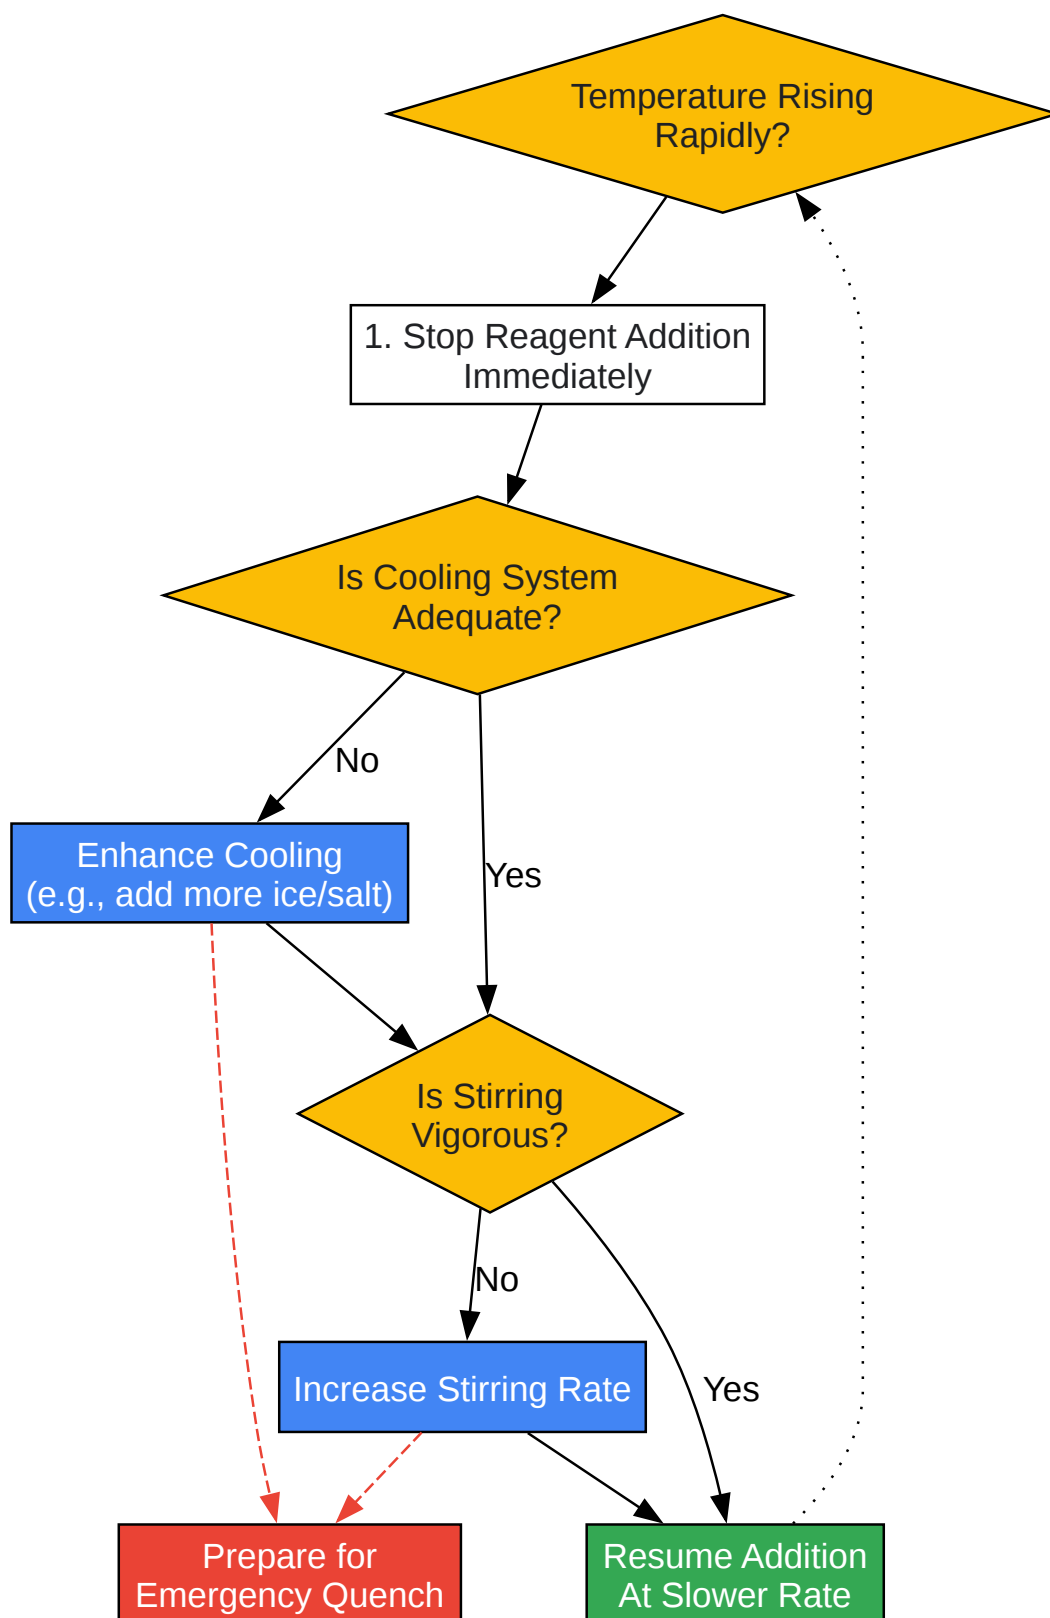 Temperature Rising
Rapidly?
1. Stop Reagent Addition
Immediately
Is Cooling System
Adequate?
No
Enhance Cooling
(e.g., add more ice/salt)
Yes
Is Stirring
Vigorous?
No
Increase Stirring Rate
Yes
Prepare for
Emergency Quench
Resume Addition
At Slower Rate